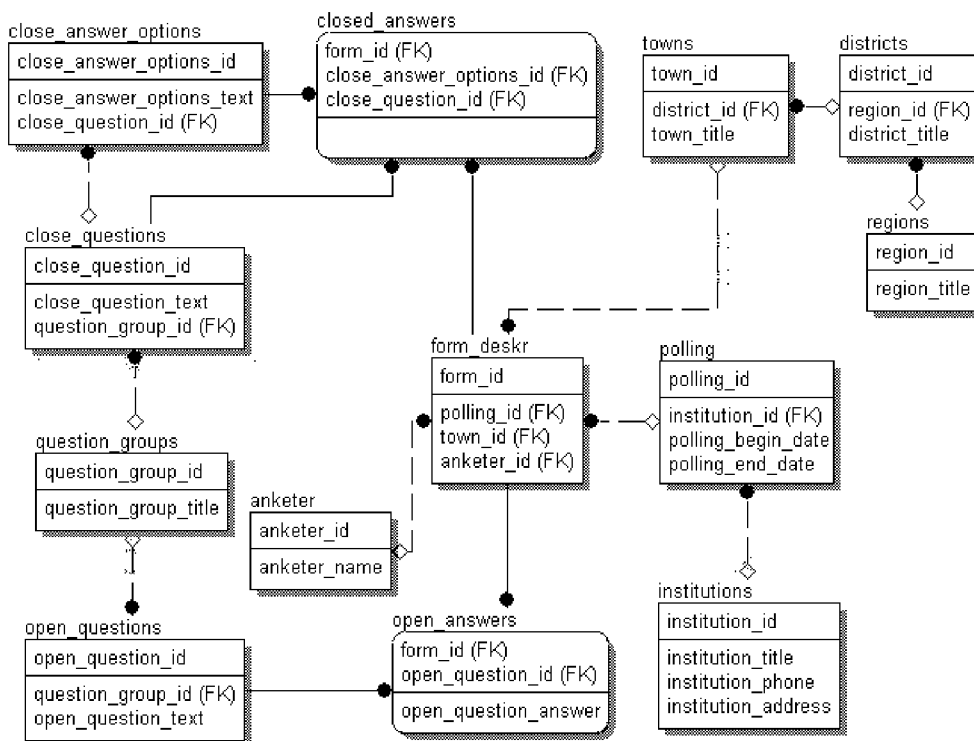 close_answer_options
close_answer_options_id
close_answer_options_text
close_question_id (FK)
closed_answers
form_id (FK)
close_answer_options_id (FK)
close_question_id (FK)
towns
town_id
district_id (FK)
town_title
districts
district_id
region_id (FK)
district_title
regions
region_id
region_title
close_questions
close_question_id
close_question_text
question_group_id (FK)
form_deskr
form_id
polling_id (FK)
town_id (FK)
anketer_id (FK)
polling
polling_id
institution_id (FK)
polling_begin_date
polling_end_date
question_groups
question_group_id
question_group_title
anketer
anketer_id
anketer_name
open_questions
open_question_id
question_group_id (FK)
open_question_text
open_answers
form_id (FK)
open_question_id (FK)
open_question_answer
institutions
institution_id
institution_title
institution_phone
institution_address